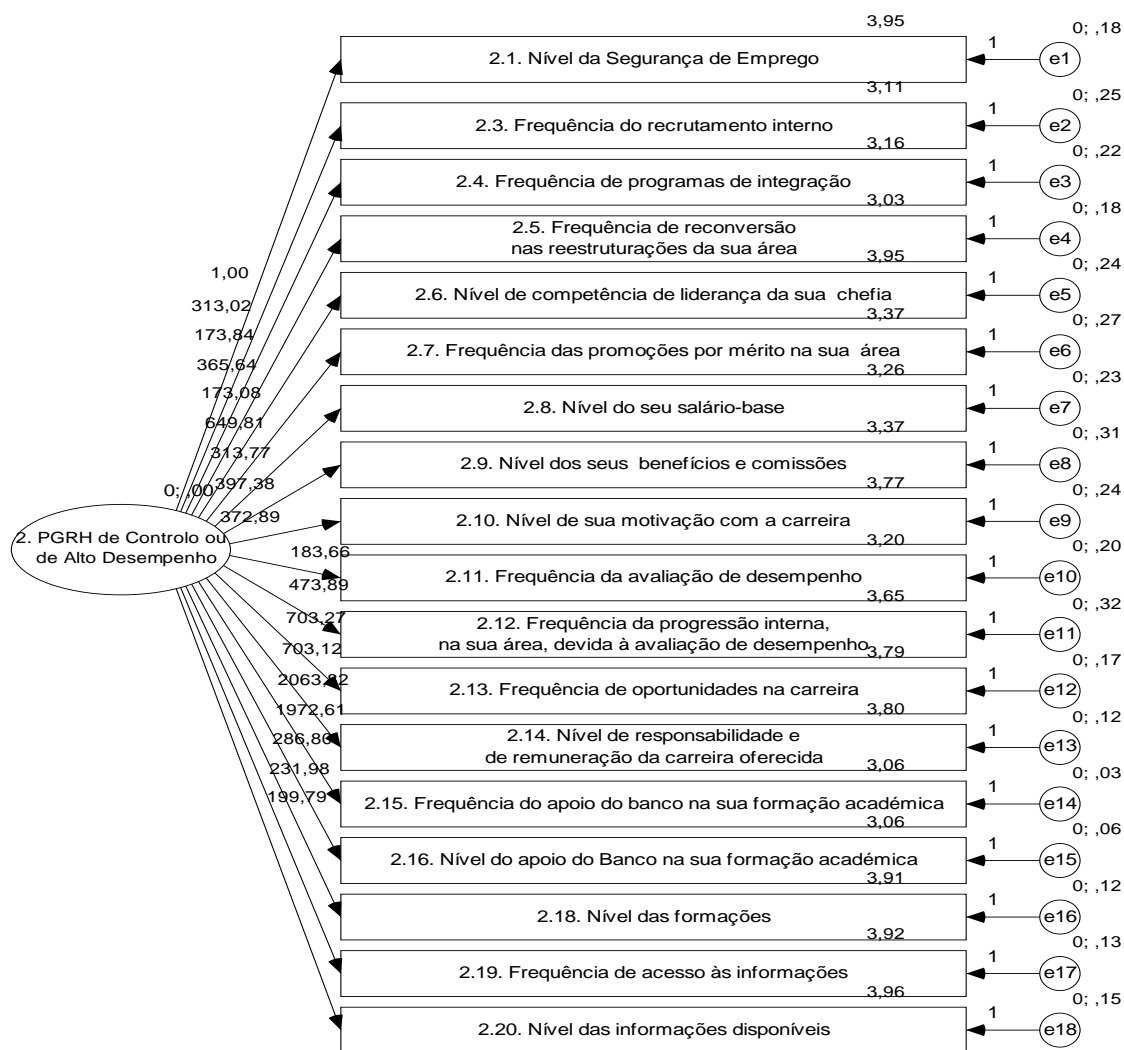 3,95
0; ,18
2.1. Nível da Segurança de Emprego
1
e1
3,11
0; ,25
2.3. Frequência do recrutamento interno
1
e2
3,16
0; ,22
2.4. Frequência de programas de integração
1
e3
3,03
0; ,18
2.5. Frequência de reconversão
nas reestruturações da sua área
1
e4
3,95
0; ,24
2.6. Nível de competência de liderança da sua chefia
1
e5
3,37
0; ,27
2.7. Frequência das promoções por mérito na sua área
1
e6
3,26
0; ,23
2.8. Nível do seu salário-base
1
e7
3,37
0; ,31
2.9. Nível dos seus benefícios e comissões
1
e8
3,77
0; ,24
2.10. Nível de sua motivação com a carreira
1
e9
3,20
0; ,20
2.11. Frequência da avaliação de desempenho
1
e10
3,65
0; ,32
2.12. Frequência da progressão interna,
na sua área, devida à avaliação de desempenho
1
e11
3,79
0; ,17
2.13. Frequência de oportunidades na carreira
1
e12
3,80
0; ,12
2.14. Nível de responsabilidade e
de remuneração da carreira oferecida
1
e13
3,06
0; ,03
2.15. Frequência do apoio do banco na sua formação académica
1
e14
3,06
0; ,06
2.16. Nível do apoio do Banco na sua formação académica
1
e15
3,91
0; ,12
2.18. Nível das formações
1
e16
3,92
0; ,13
2.19. Frequência de acesso às informações
1
e17
3,96
0; ,15
2.20. Nível das informações disponíveis
1
e18
1,00
313,02
173,84
365,64
173,08
649,81
313,77
397,38
372,89
183,66
473,89
703,27
703,12
2063,82
1972,61
286,80
231,98
199,79
0; ,00
2. PGRH de Controlo ou
de Alto Desempenho